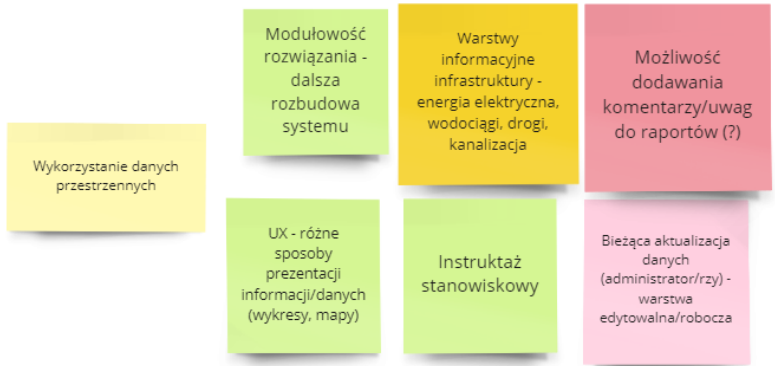 Wykorzystanie danych
przestrzennych
Modułowość
rozwiązania -
dalsza
rozbudowa
systemu
Warstwy
informacyjne
infrastruktury -
energia elektryczna,
wodociągi, drogi,
kanalizacja
Możliwość
dodawania
komentarzy/uwag
do raportów (?)
UX - różne
sposoby
prezentacji
informacji/danych
(wykresy, mapy)
Instruktaż
stanowiskowy
Bieżąca aktualizacja
danych
(administrator/rzy) -
warstwa
edytowalna/robocza